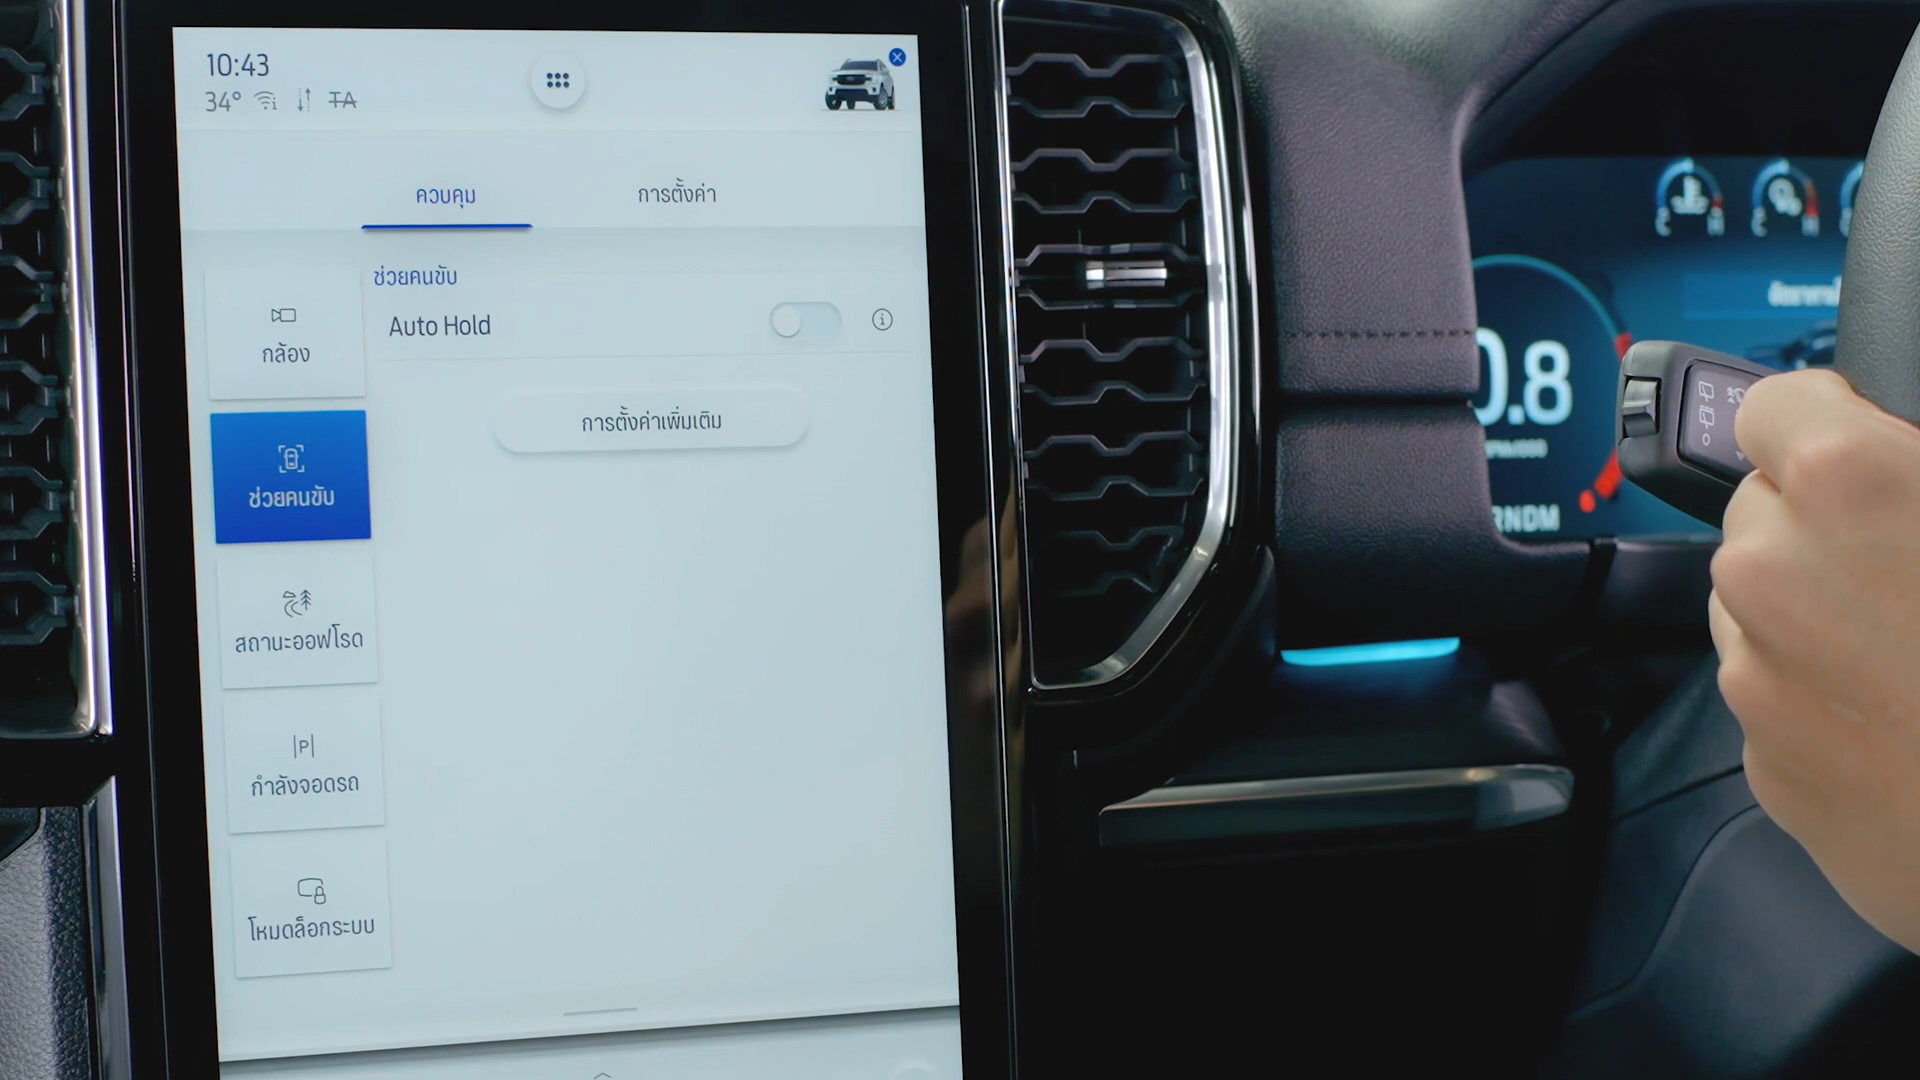 10:43
34° TA
ควบคุม
การตั้งค่า
ช่วยคนขับ
Auto Hold
การตั้งค่าเพิ่มเติม
กล้อง
ช่วยคนขับ
สถานะออฟโรด
|P|
กำลังจอดรถ
โหมดล็อกระบบ
C H
C H
0.8
RNDM